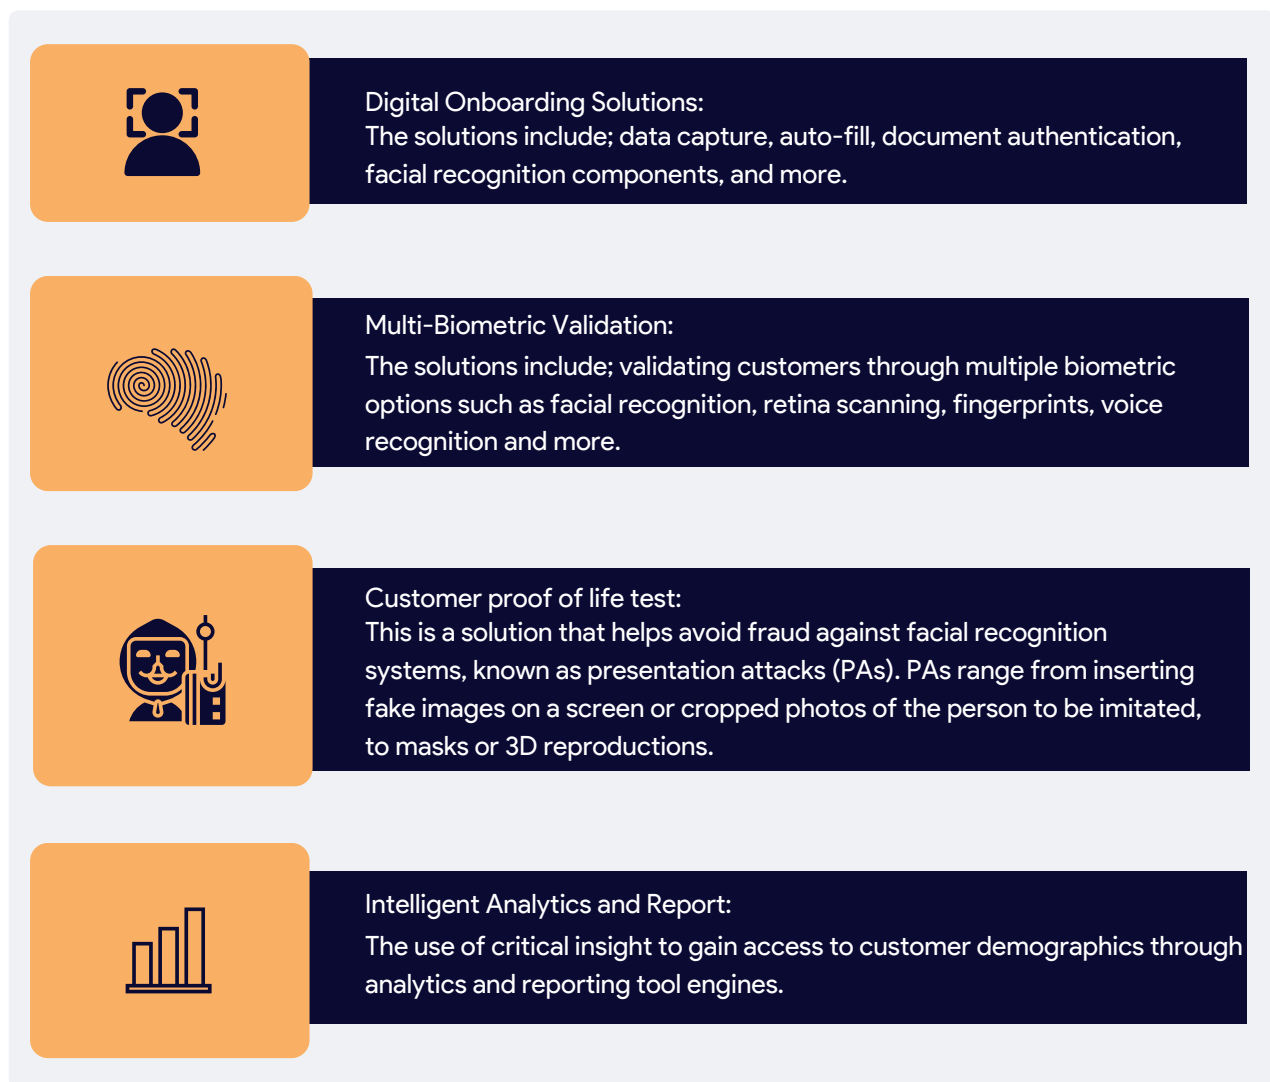 Digital Onboarding Solutions:
The solutions include; data capture, auto-fill, document authentication,
facial recognition components, and more.
Multi-Biometric Validation:
The solutions include; validating customers through multiple biometric
options such as facial recognition, retina scanning, fingerprints, voice
recognition and more.
Customer proof of life test:
This is a solution that helps avoid fraud against facial recognition
systems, known as presentation attacks (PAs). PAs range from inserting
fake images on a screen or cropped photos of the person to be imitated,
to masks or 3D reproductions.
Intelligent Analytics and Report:
The use of critical insight to gain access to customer demographics through
analytics and reporting tool engines.